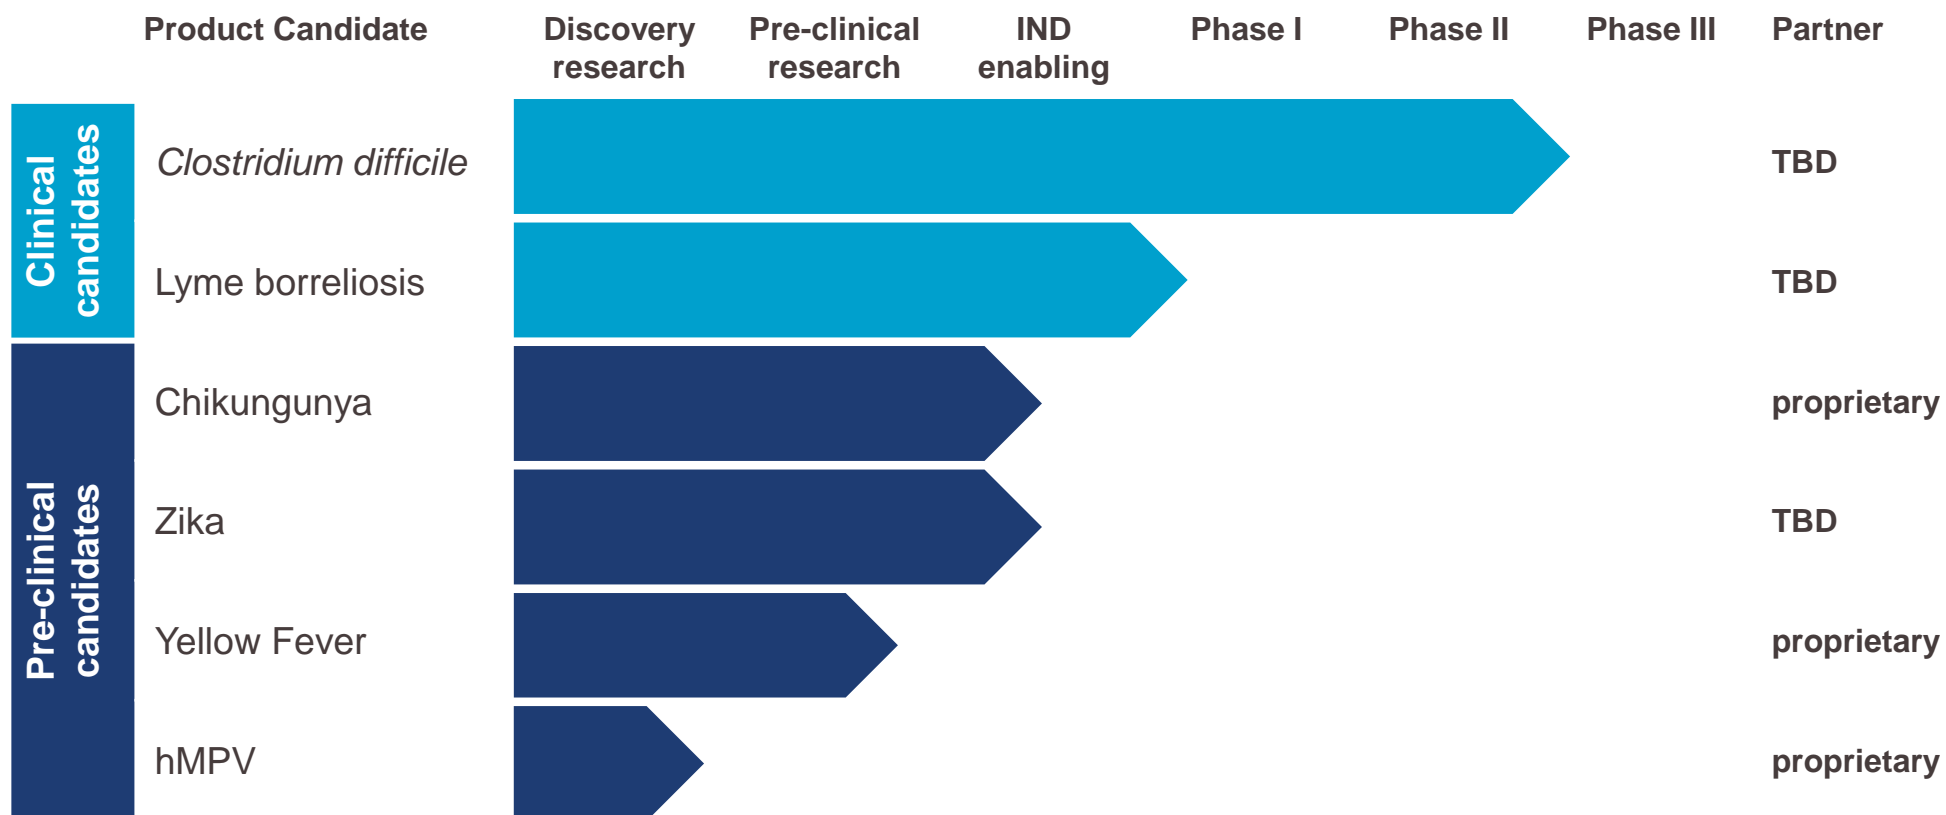 Product Candidate
Discovery
research
Pre-clinical
research
IND
enabling
Phase I
Phase II
Phase III
Partner
Clinical
candidates
Clostridium difficile
TBD
Lyme borreliosis
TBD
Pre-clinical
candidates
Chikungunya
proprietary
Zika
TBD
Yellow Fever
proprietary
hMPV
proprietary